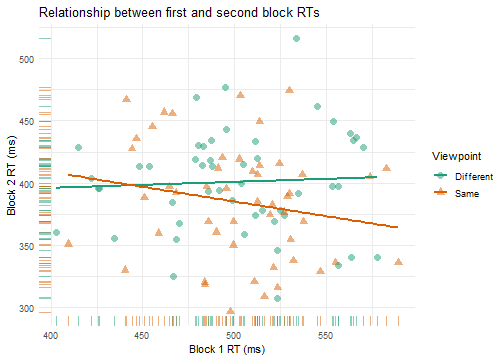 Relationship between first and second block RTs
Block 2 RT (ms)
500
450
400
350
300
400
450
500
550
Block 1 RT (ms)
Viewpoint
Different
Same